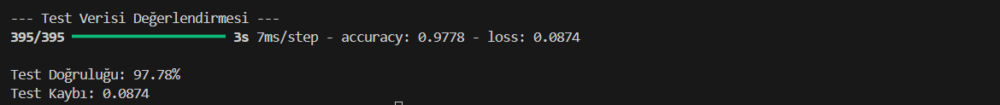 --- Test Verisi Değerlendirmesi ---
395/395 ━━━━━━━━━━━━━━━━━━━━ 3s 7ms/step - accuracy: 0.9778 - loss: 0.0874
Test Doğruluğu: 97.78%
Test Kaybı: 0.0874